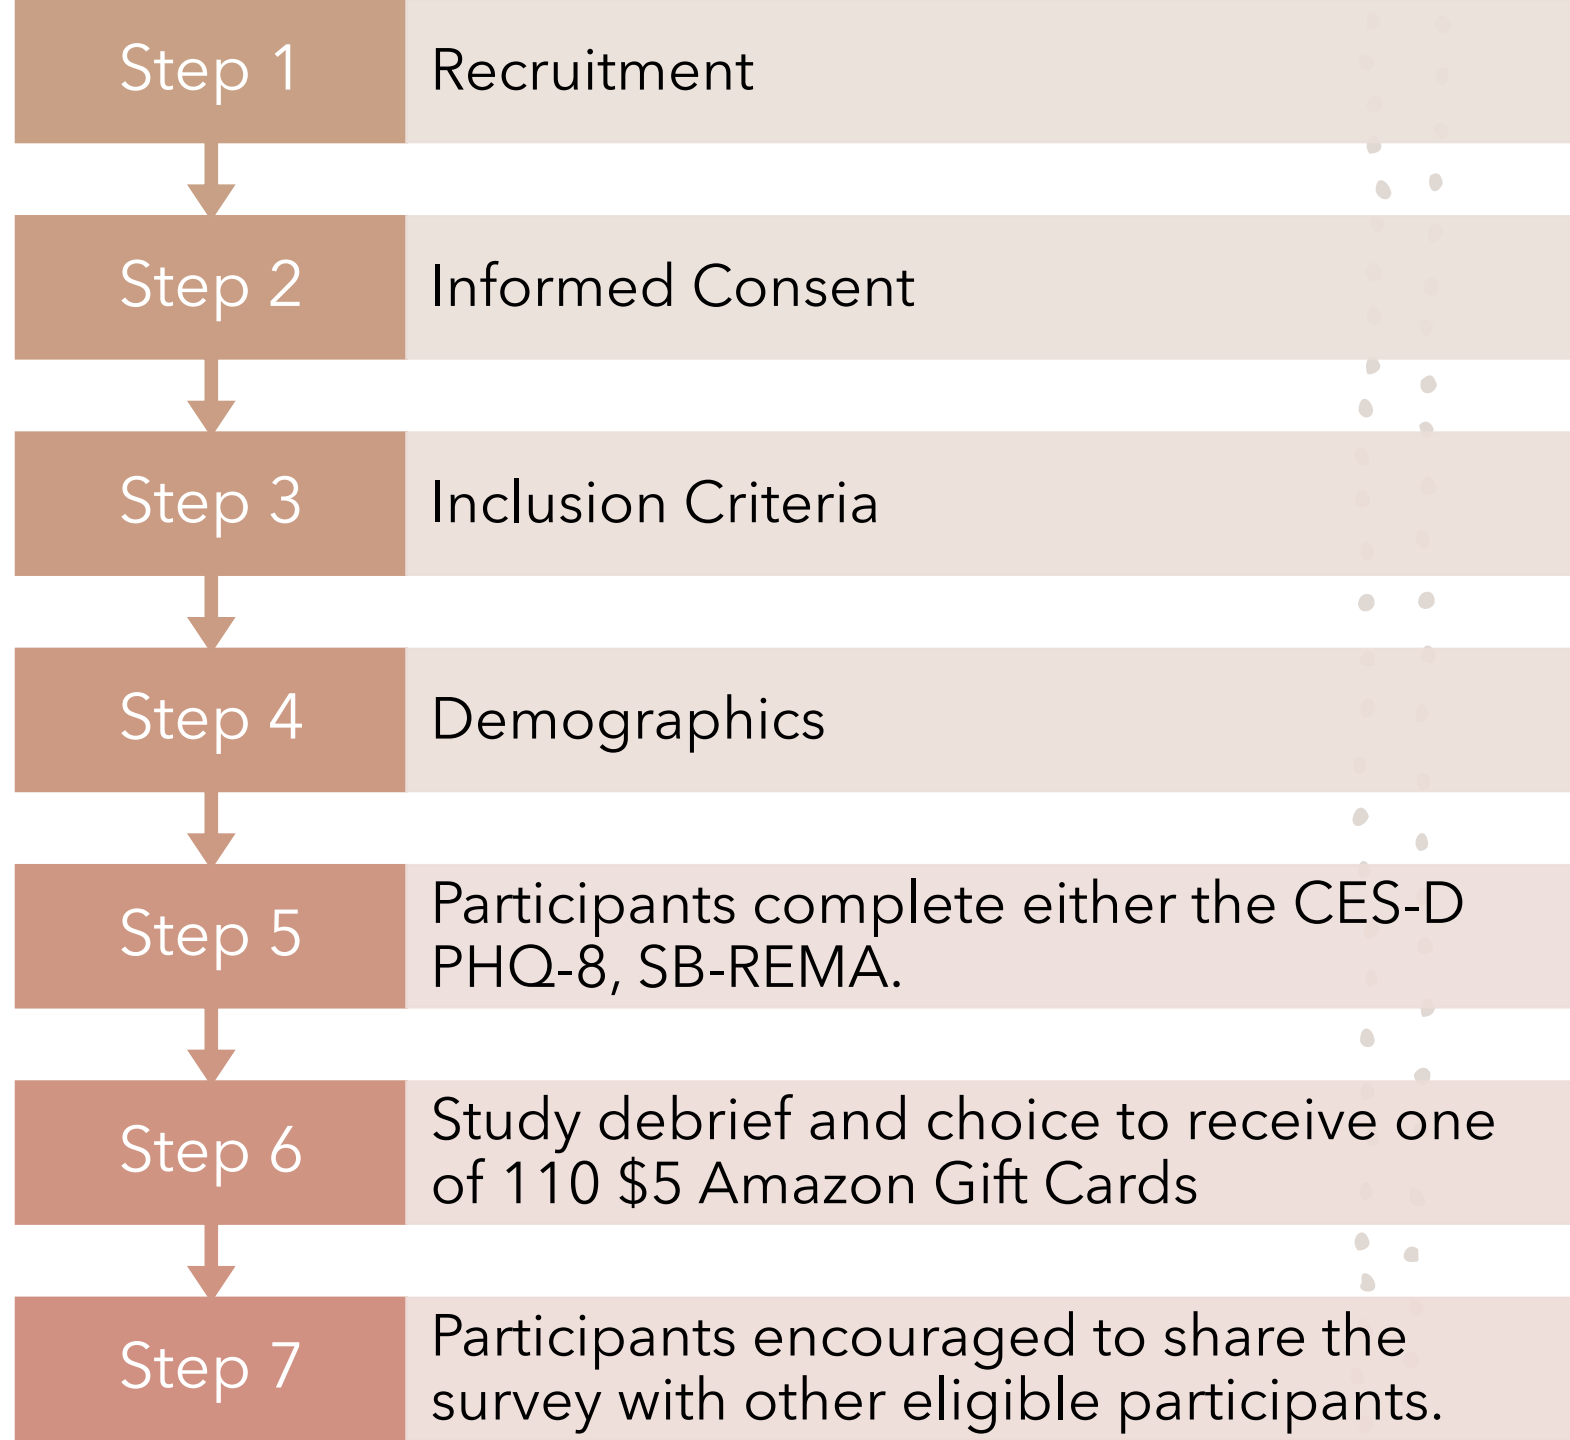 Step 1
Recruitment
Step 2
Informed Consent
Step 3
Inclusion Criteria
Step 4
Demographics
Step 5
Participants complete either the CES-D
PHQ-8, SB-REMA.
Step 6
Study debrief and choice to receive one
of 110 $5 Amazon Gift Cards
Step 7
Participants encouraged to share the
survey with other eligible participants.